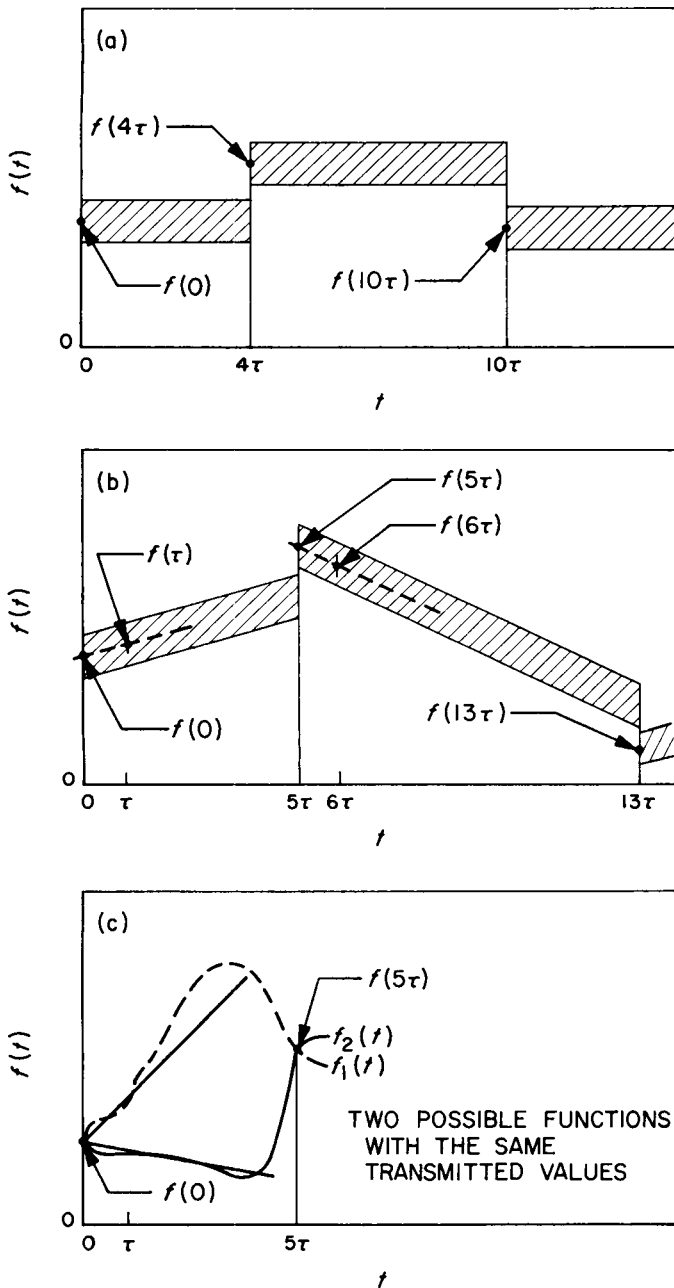 (a)
f(4τ)
f(t)
f(0)
f(10τ)
0
0 4τ 10τ
t
(b)
f(5τ)
f(6τ)
f(τ)
f(t)
f(0)
f(13τ)
0
0 τ 5τ 6τ 13τ
t
(c)
f(5τ)
f₂(t)
f₁(t)
f(t)
TWO POSSIBLE FUNCTIONS
WITH THE SAME
TRANSMITTED VALUES
f(0)
0
0 τ 5τ
t